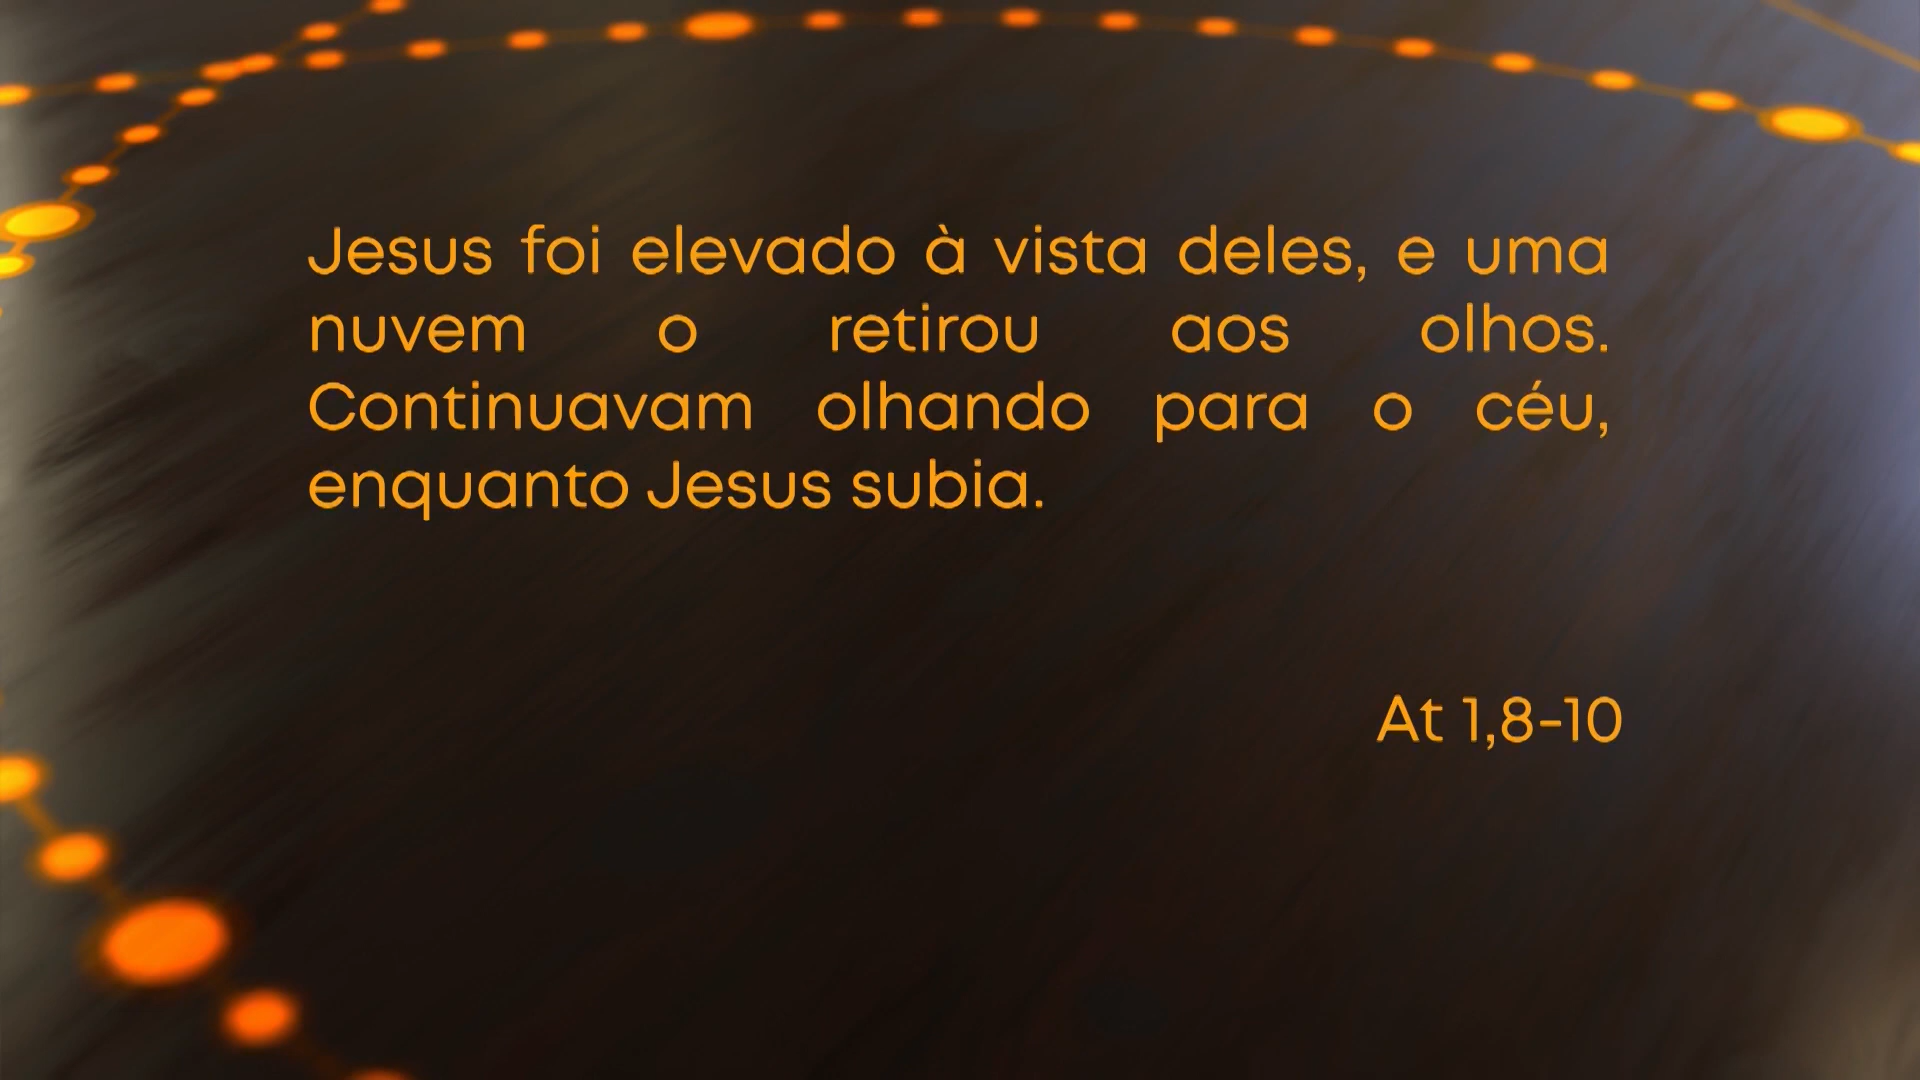 Jesus foi elevado à vista deles, e uma
nuvem o retirou aos olhos.
Continuavam olhando para o céu,
enquanto Jesus subia.
At 1,8-10